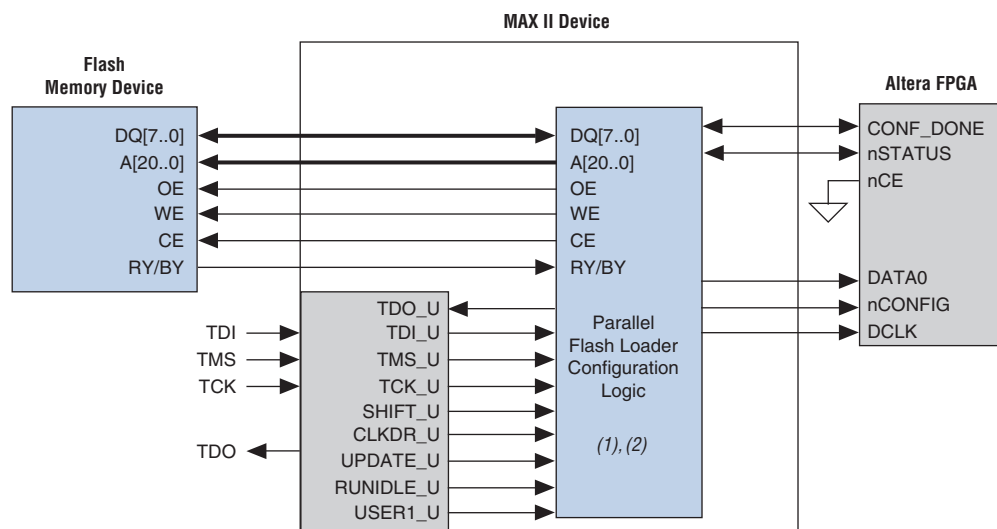 MAX II Device
Flash
Memory Device
Altera FPGA
DQ[7..0]
A[20..0]
OE
WE
CE
RY/BY
DQ[7..0]
A[20..0]
OE
WE
CE
RY/BY
Parallel
Flash Loader
Configuration
Logic
(1), (2)
CONF_DONE
nSTATUS
nCE
DATA0
nCONFIG
DCLK
TDI
TMS
TCK
TDO
TDO_U
TDI_U
TMS_U
TCK_U
SHIFT_U
CLKDR_U
UPDATE_U
RUNIDLE_U
USER1_U